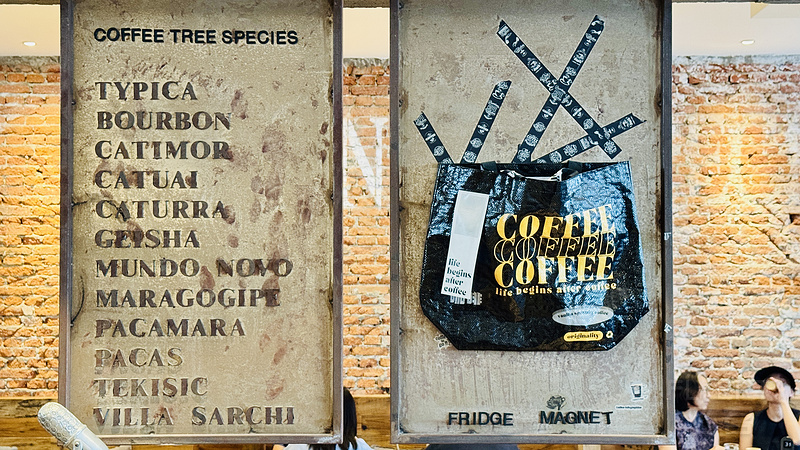 COFFEE TREE SPECIES
TYPICA
BOURBON
CATIMOR
CATUAI
CATURRA
GEISHA
MUNDO NOVO
MARAGOGIPE
PACAMARA
PACAS
TEKISIC
VILLA SARCHI
COFFEE
COFFEE
COFFEE
life begins after coffee
life
begins
after
coffee
originality
FRIDGE MAGNET